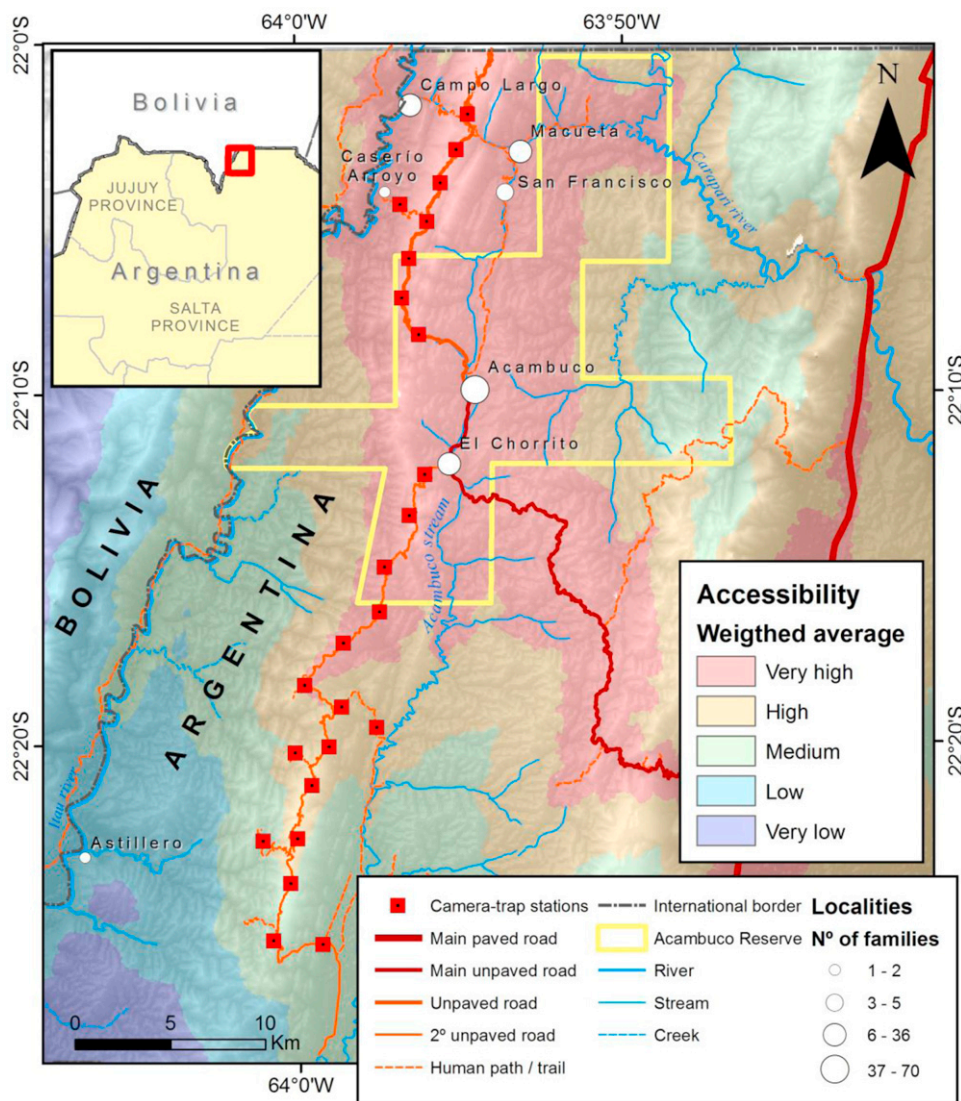 64°0'W
63°50'W
22°0'S
N
Bolivia
JUJUY
PROVINCE
Argentina
SALTA
PROVINCE
Campo Largo
Macueta
Caserío
Arroyo
San Francisco
Carapari river
Acambuco
22°10'S
22°10'S
El Chorrito
BOLIVIA
ARGENTINA
Acambuco stream
Accessibility
Weigthed average
Very high
High
Medium
Low
Very low
22°20'S
22°20'S
Itau river
Astillero
0 5 10
Km
Camera-trap stations
Main paved road
Main unpaved road
Unpaved road
2º unpaved road
Human path / trail
International border
Acambuco Reserve
River
Stream
Creek
Localities
Nº of families
1 - 2
3 - 5
6 - 36
37 - 70
64°0'W